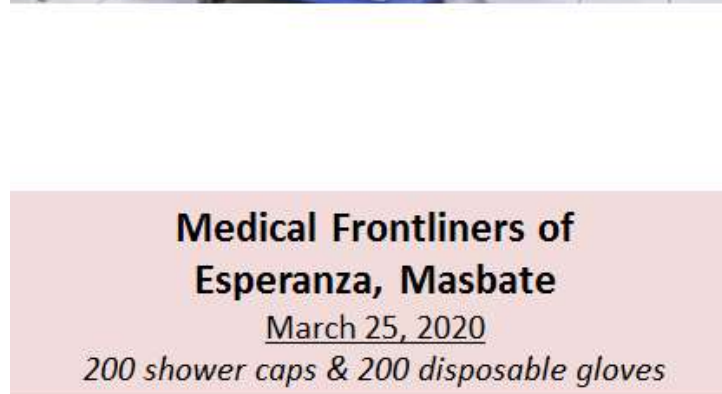 Medical Frontliners of
Esperanza, Masbate
March 25, 2020
200 shower caps & 200 disposable gloves